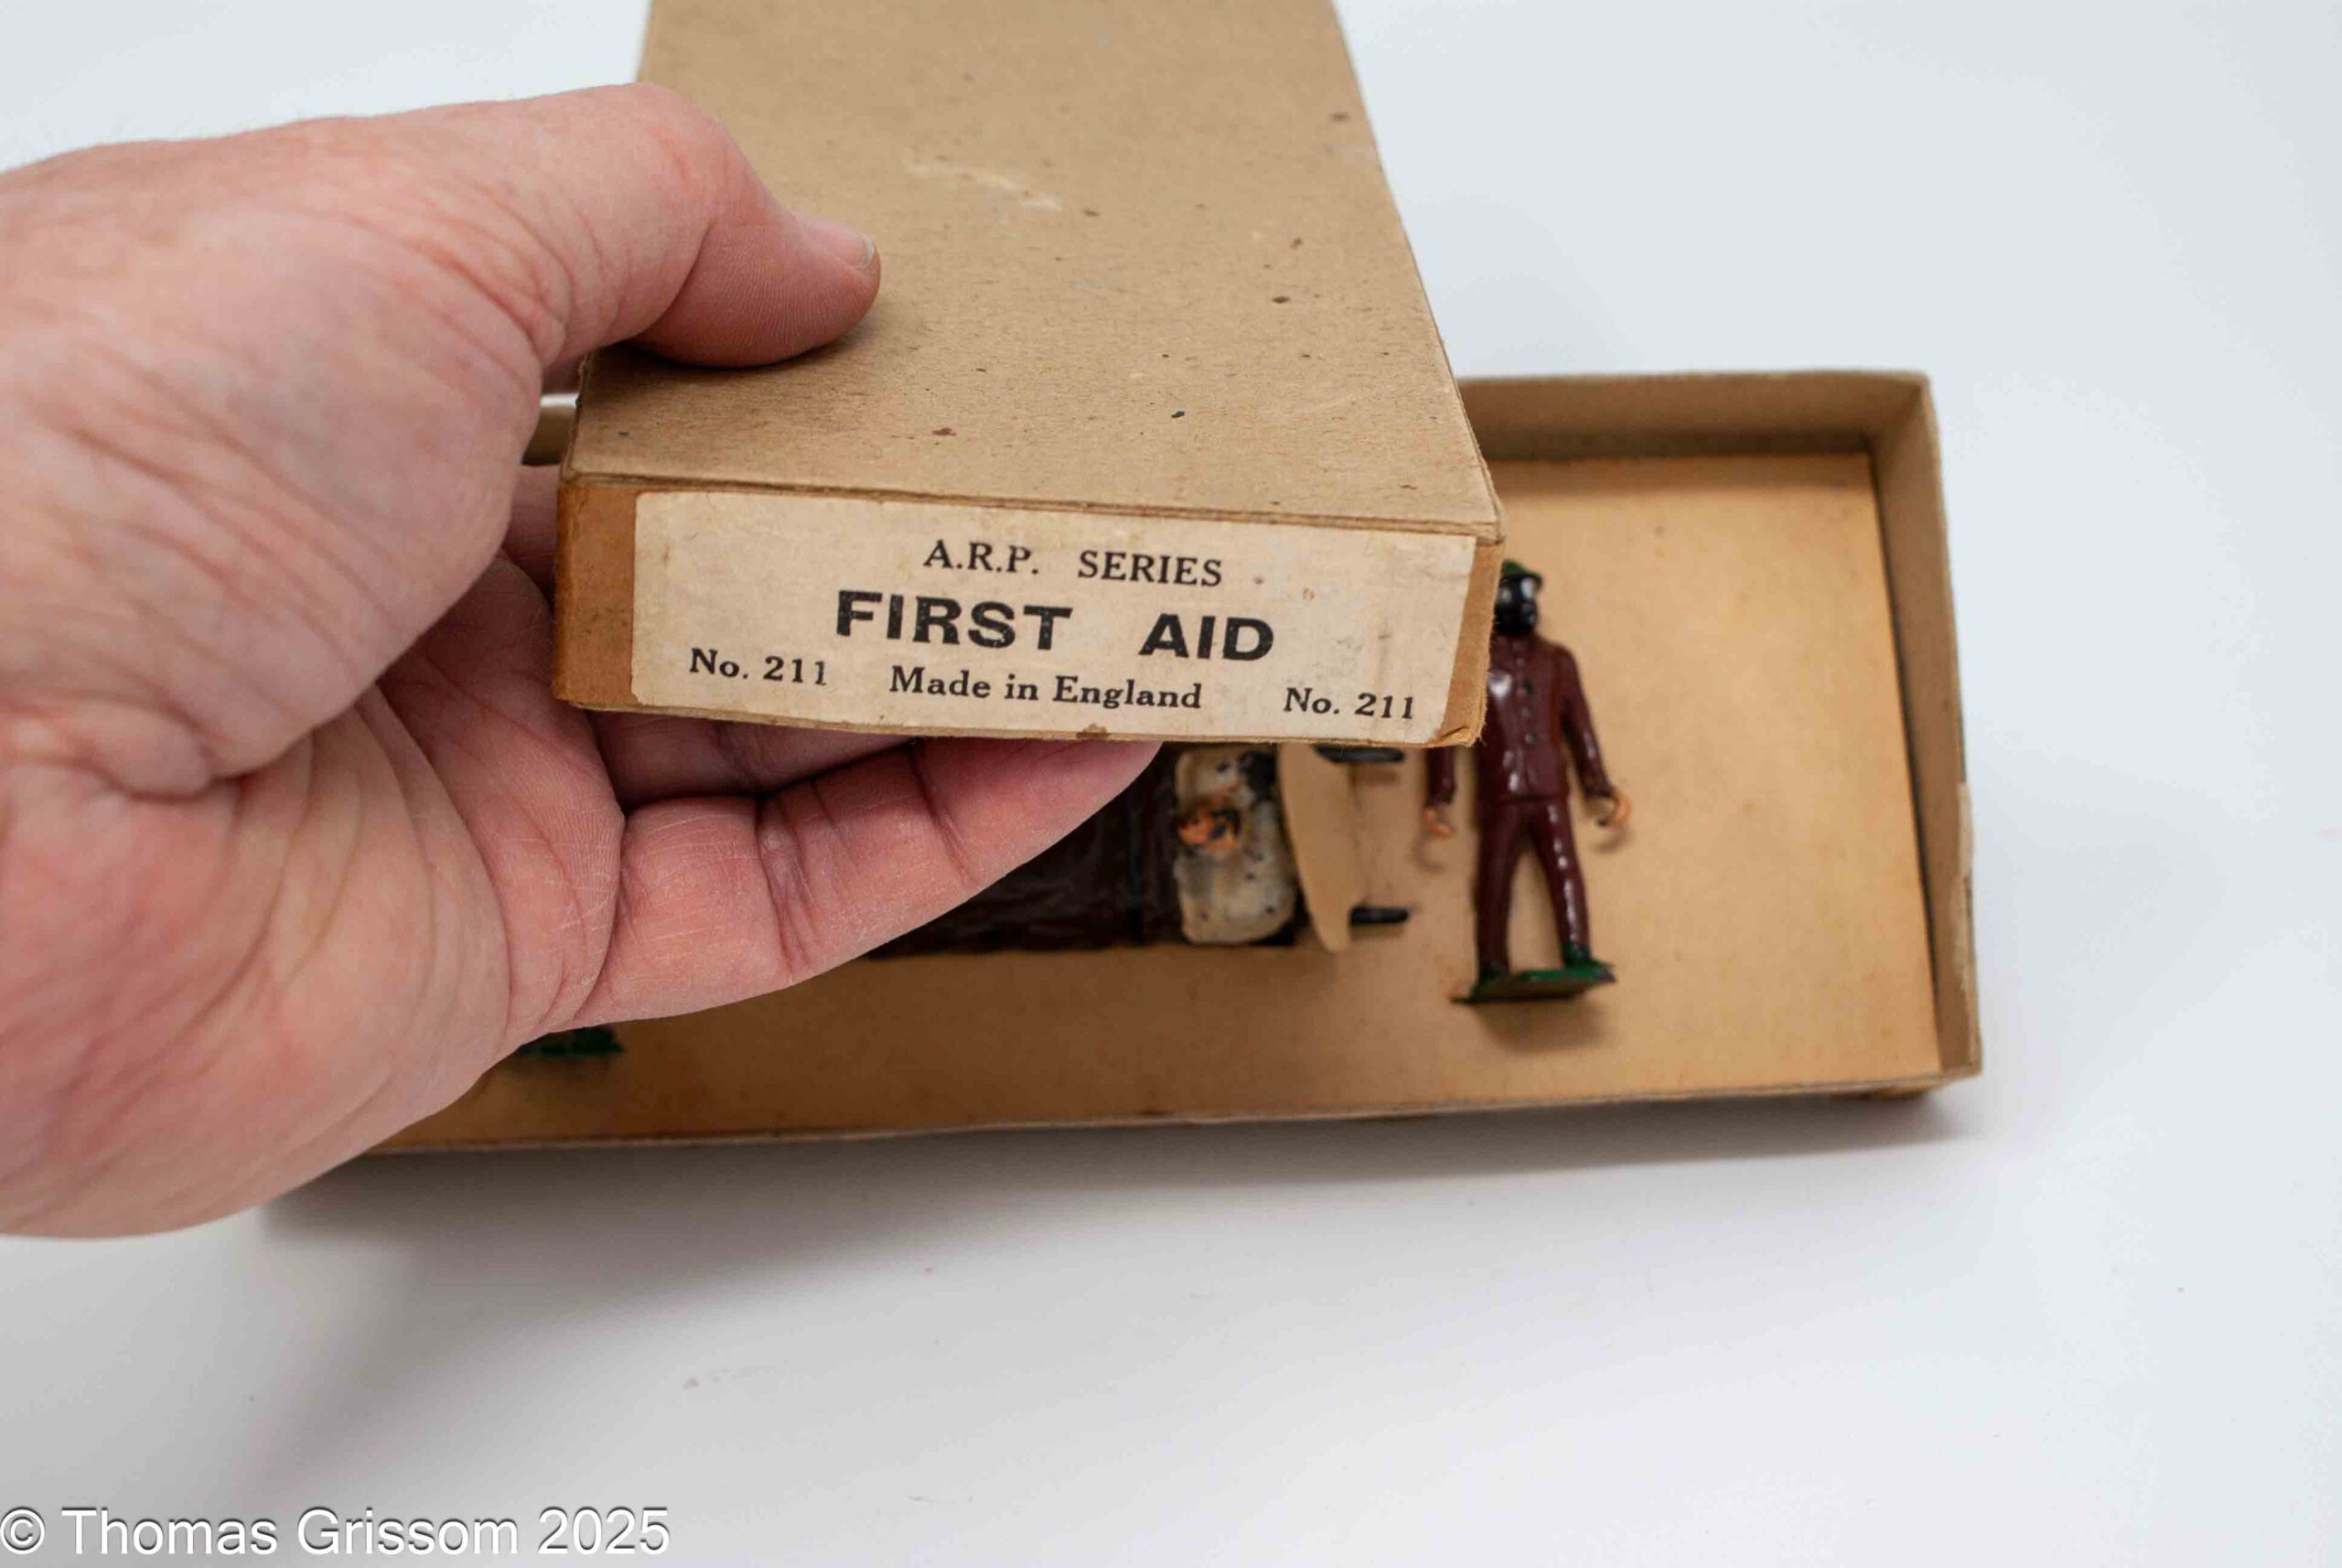 A.R.P. SERIES
FIRST AID
No. 211 Made in England No. 211
© Thomas Grissom 2025